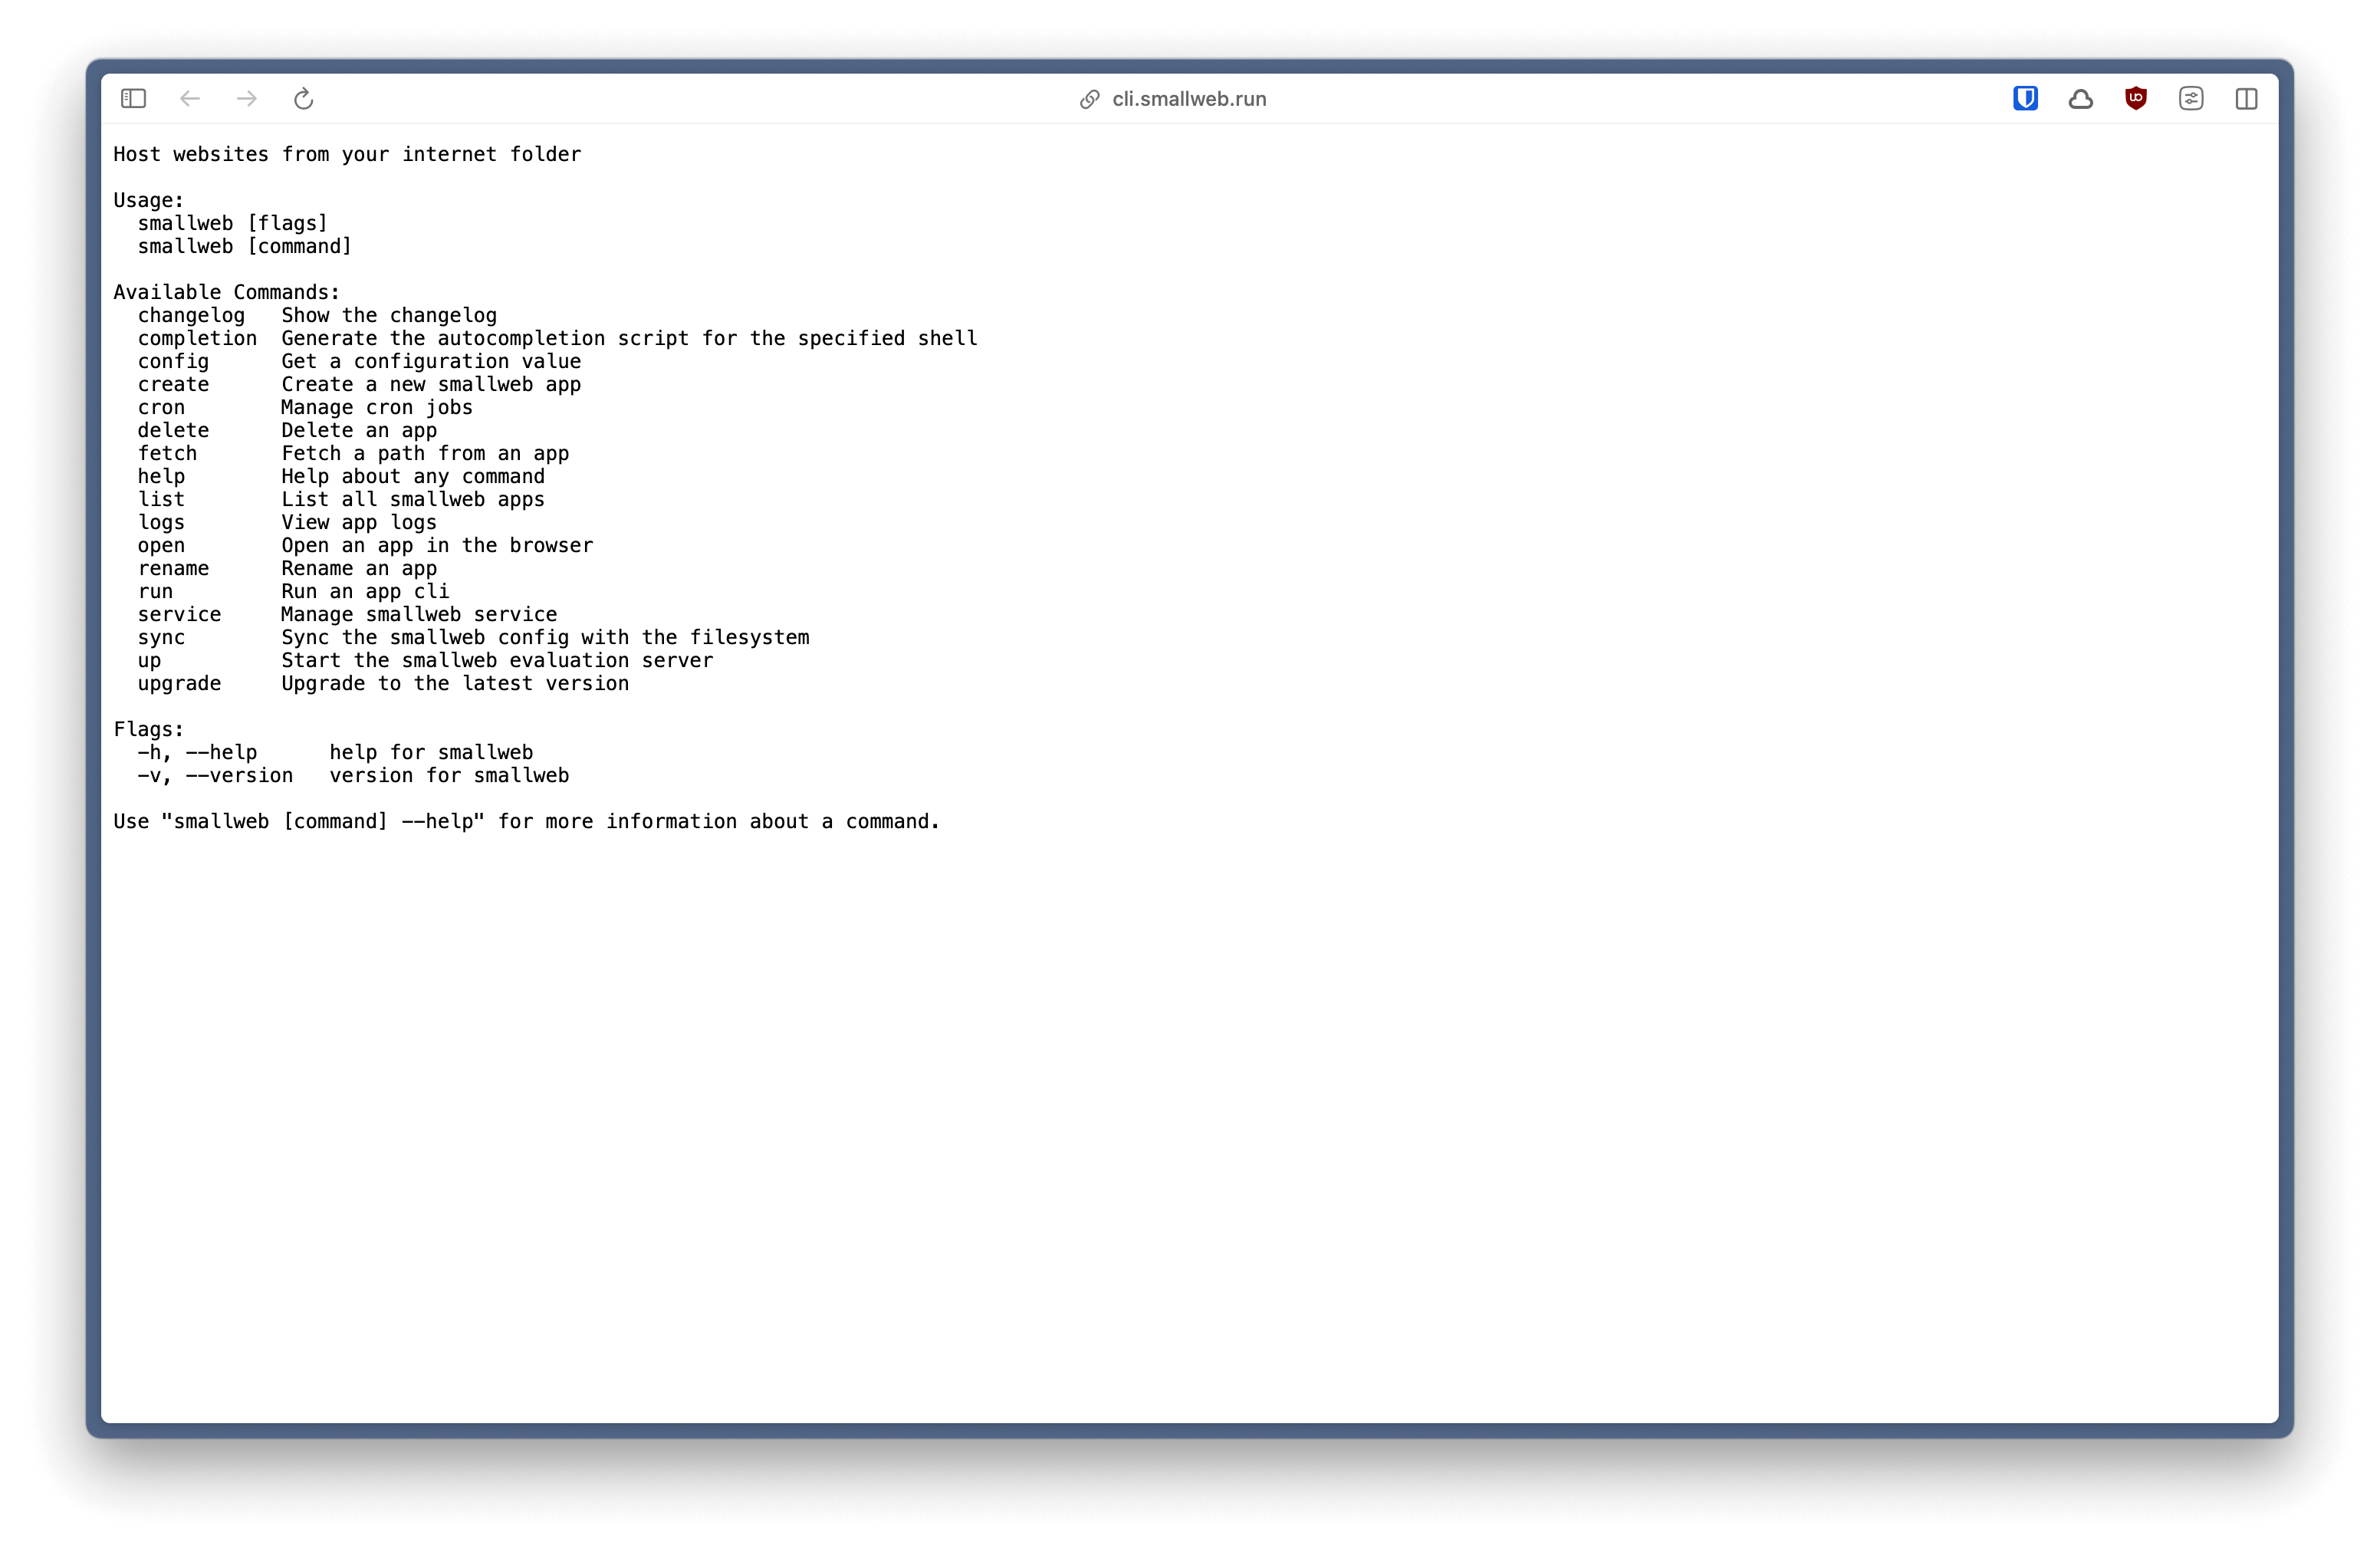 cli.smallweb.run
Host websites from your internet folder
Usage:
  smallweb [flags]
  smallweb [command]
Available Commands:
  changelog   Show the changelog
  completion  Generate the autocompletion script for the specified shell
  config      Get a configuration value
  create      Create a new smallweb app
  cron        Manage cron jobs
  delete      Delete an app
  fetch       Fetch a path from an app
  help        Help about any command
  list        List all smallweb apps
  logs        View app logs
  open        Open an app in the browser
  rename      Rename an app
  run         Run an app cli
  service     Manage smallweb service
  sync        Sync the smallweb config with the filesystem
  up          Start the smallweb evaluation server
  upgrade     Upgrade to the latest version
Flags:
  -h, --help      help for smallweb
  -v, --version   version for smallweb
Use "smallweb [command] --help" for more information about a command.